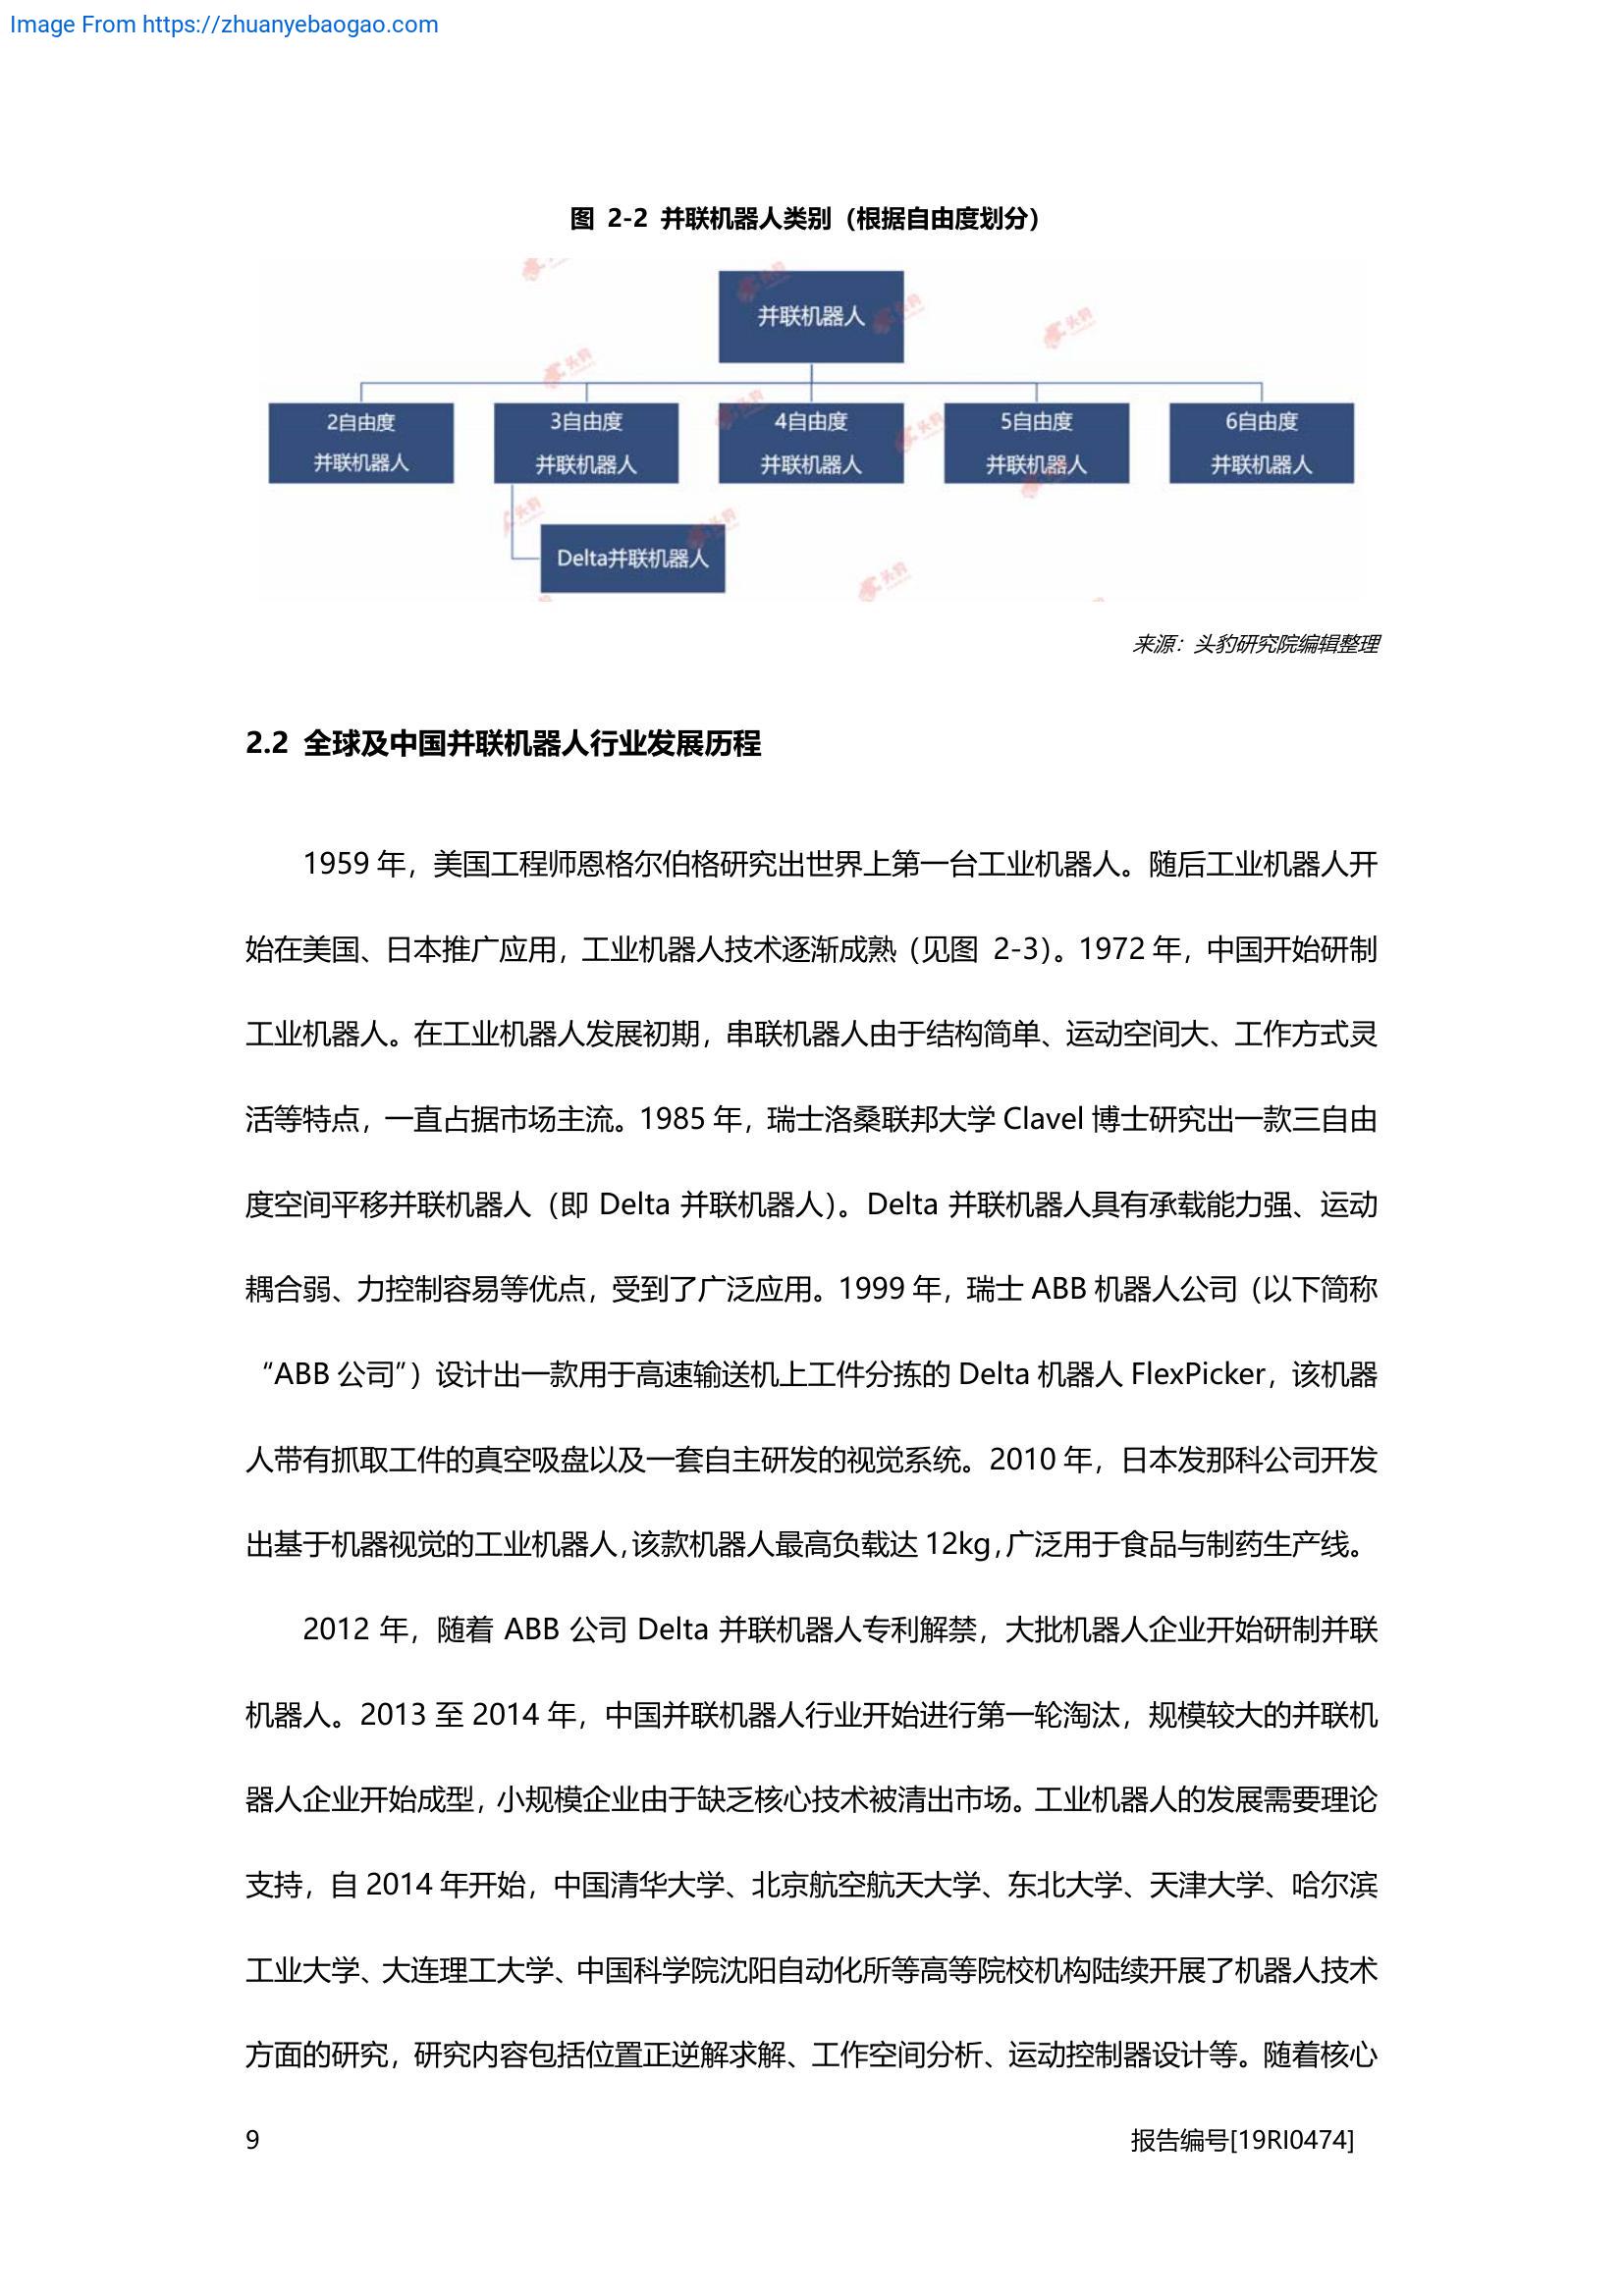 Image From https://zhuanyebaogao.com
图 2-2 并联机器人类别（根据自由度划分）
并联机器人
2自由度
并联机器人
3自由度
并联机器人
4自由度
并联机器人
5自由度
并联机器人
6自由度
并联机器人
Delta并联机器人
头豹
来源：头豹研究院编辑整理
2.2 全球及中国并联机器人行业发展历程
1959 年，美国工程师恩格尔伯格研究出世界上第一台工业机器人。随后工业机器人开
始在美国、日本推广应用，工业机器人技术逐渐成熟（见图 2-3）。1972 年，中国开始研制
工业机器人。在工业机器人发展初期，串联机器人由于结构简单、运动空间大、工作方式灵
活等特点，一直占据市场主流。1985 年，瑞士洛桑联邦大学 Clavel 博士研究出一款三自由
度空间平移并联机器人（即 Delta 并联机器人）。Delta 并联机器人具有承载能力强、运动
耦合弱、力控制容易等优点，受到了广泛应用。1999 年，瑞士 ABB 机器人公司（以下简称
“ABB 公司”）设计出一款用于高速输送机上工件分拣的 Delta 机器人 FlexPicker，该机器
人带有抓取工件的真空吸盘以及一套自主研发的视觉系统。2010 年，日本发那科公司开发
出基于机器视觉的工业机器人，该款机器人最高负载达 12kg，广泛用于食品与制药生产线。
2012 年，随着 ABB 公司 Delta 并联机器人专利解禁，大批机器人企业开始研制并联
机器人。2013 至 2014 年，中国并联机器人行业开始进行第一轮淘汰，规模较大的并联机
器人企业开始成型，小规模企业由于缺乏核心技术被清出市场。工业机器人的发展需要理论
支持，自 2014 年开始，中国清华大学、北京航空航天大学、东北大学、天津大学、哈尔滨
工业大学、大连理工大学、中国科学院沈阳自动化所等高等院校机构陆续开展了机器人技术
方面的研究，研究内容包括位置正逆解求解、工作空间分析、运动控制器设计等。随着核心
9
报告编号[19RI0474]